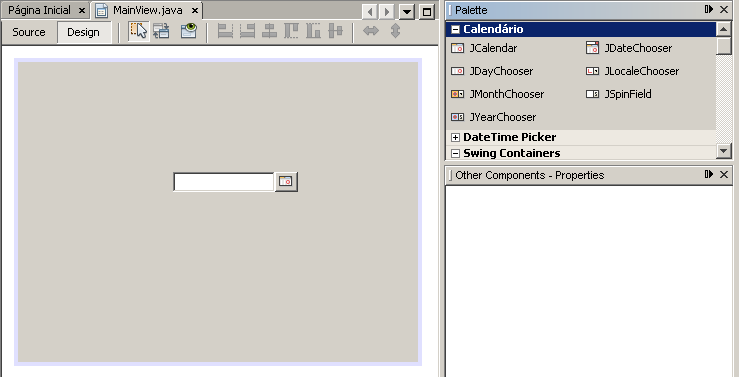 Página Inicial
MainView.java
Source
Design
Palette
Calendário
JCalendar
JDateChooser
JDayChooser
JLocaleChooser
JMonthChooser
JSpinField
JYearChooser
DateTime Picker
Swing Containers
Other Components - Properties